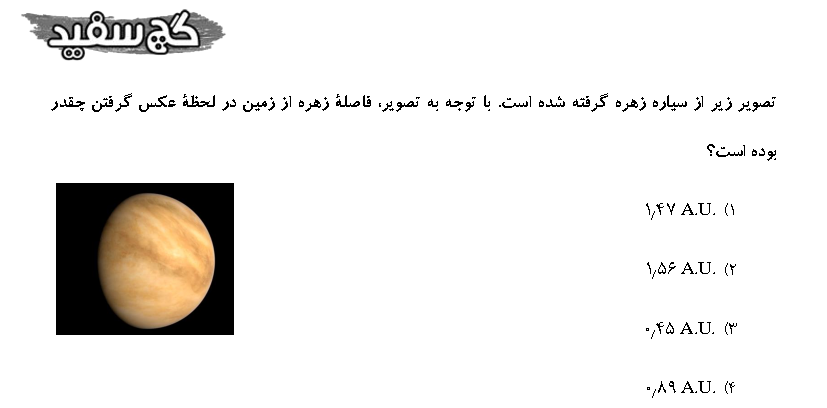 گچ سفید
تصویر زیر از سیاره زهره گرفته شده است. با توجه به تصویر، فاصلهٔ زهره از زمین در لحظهٔ عکس گرفتن چقدر
بوده است؟
۱) ۱٫۴۷ A.U.
۲) ۱٫۵۶ A.U.
۳) ۰٫۴۵ A.U.
۴) ۰٫۸۹ A.U.